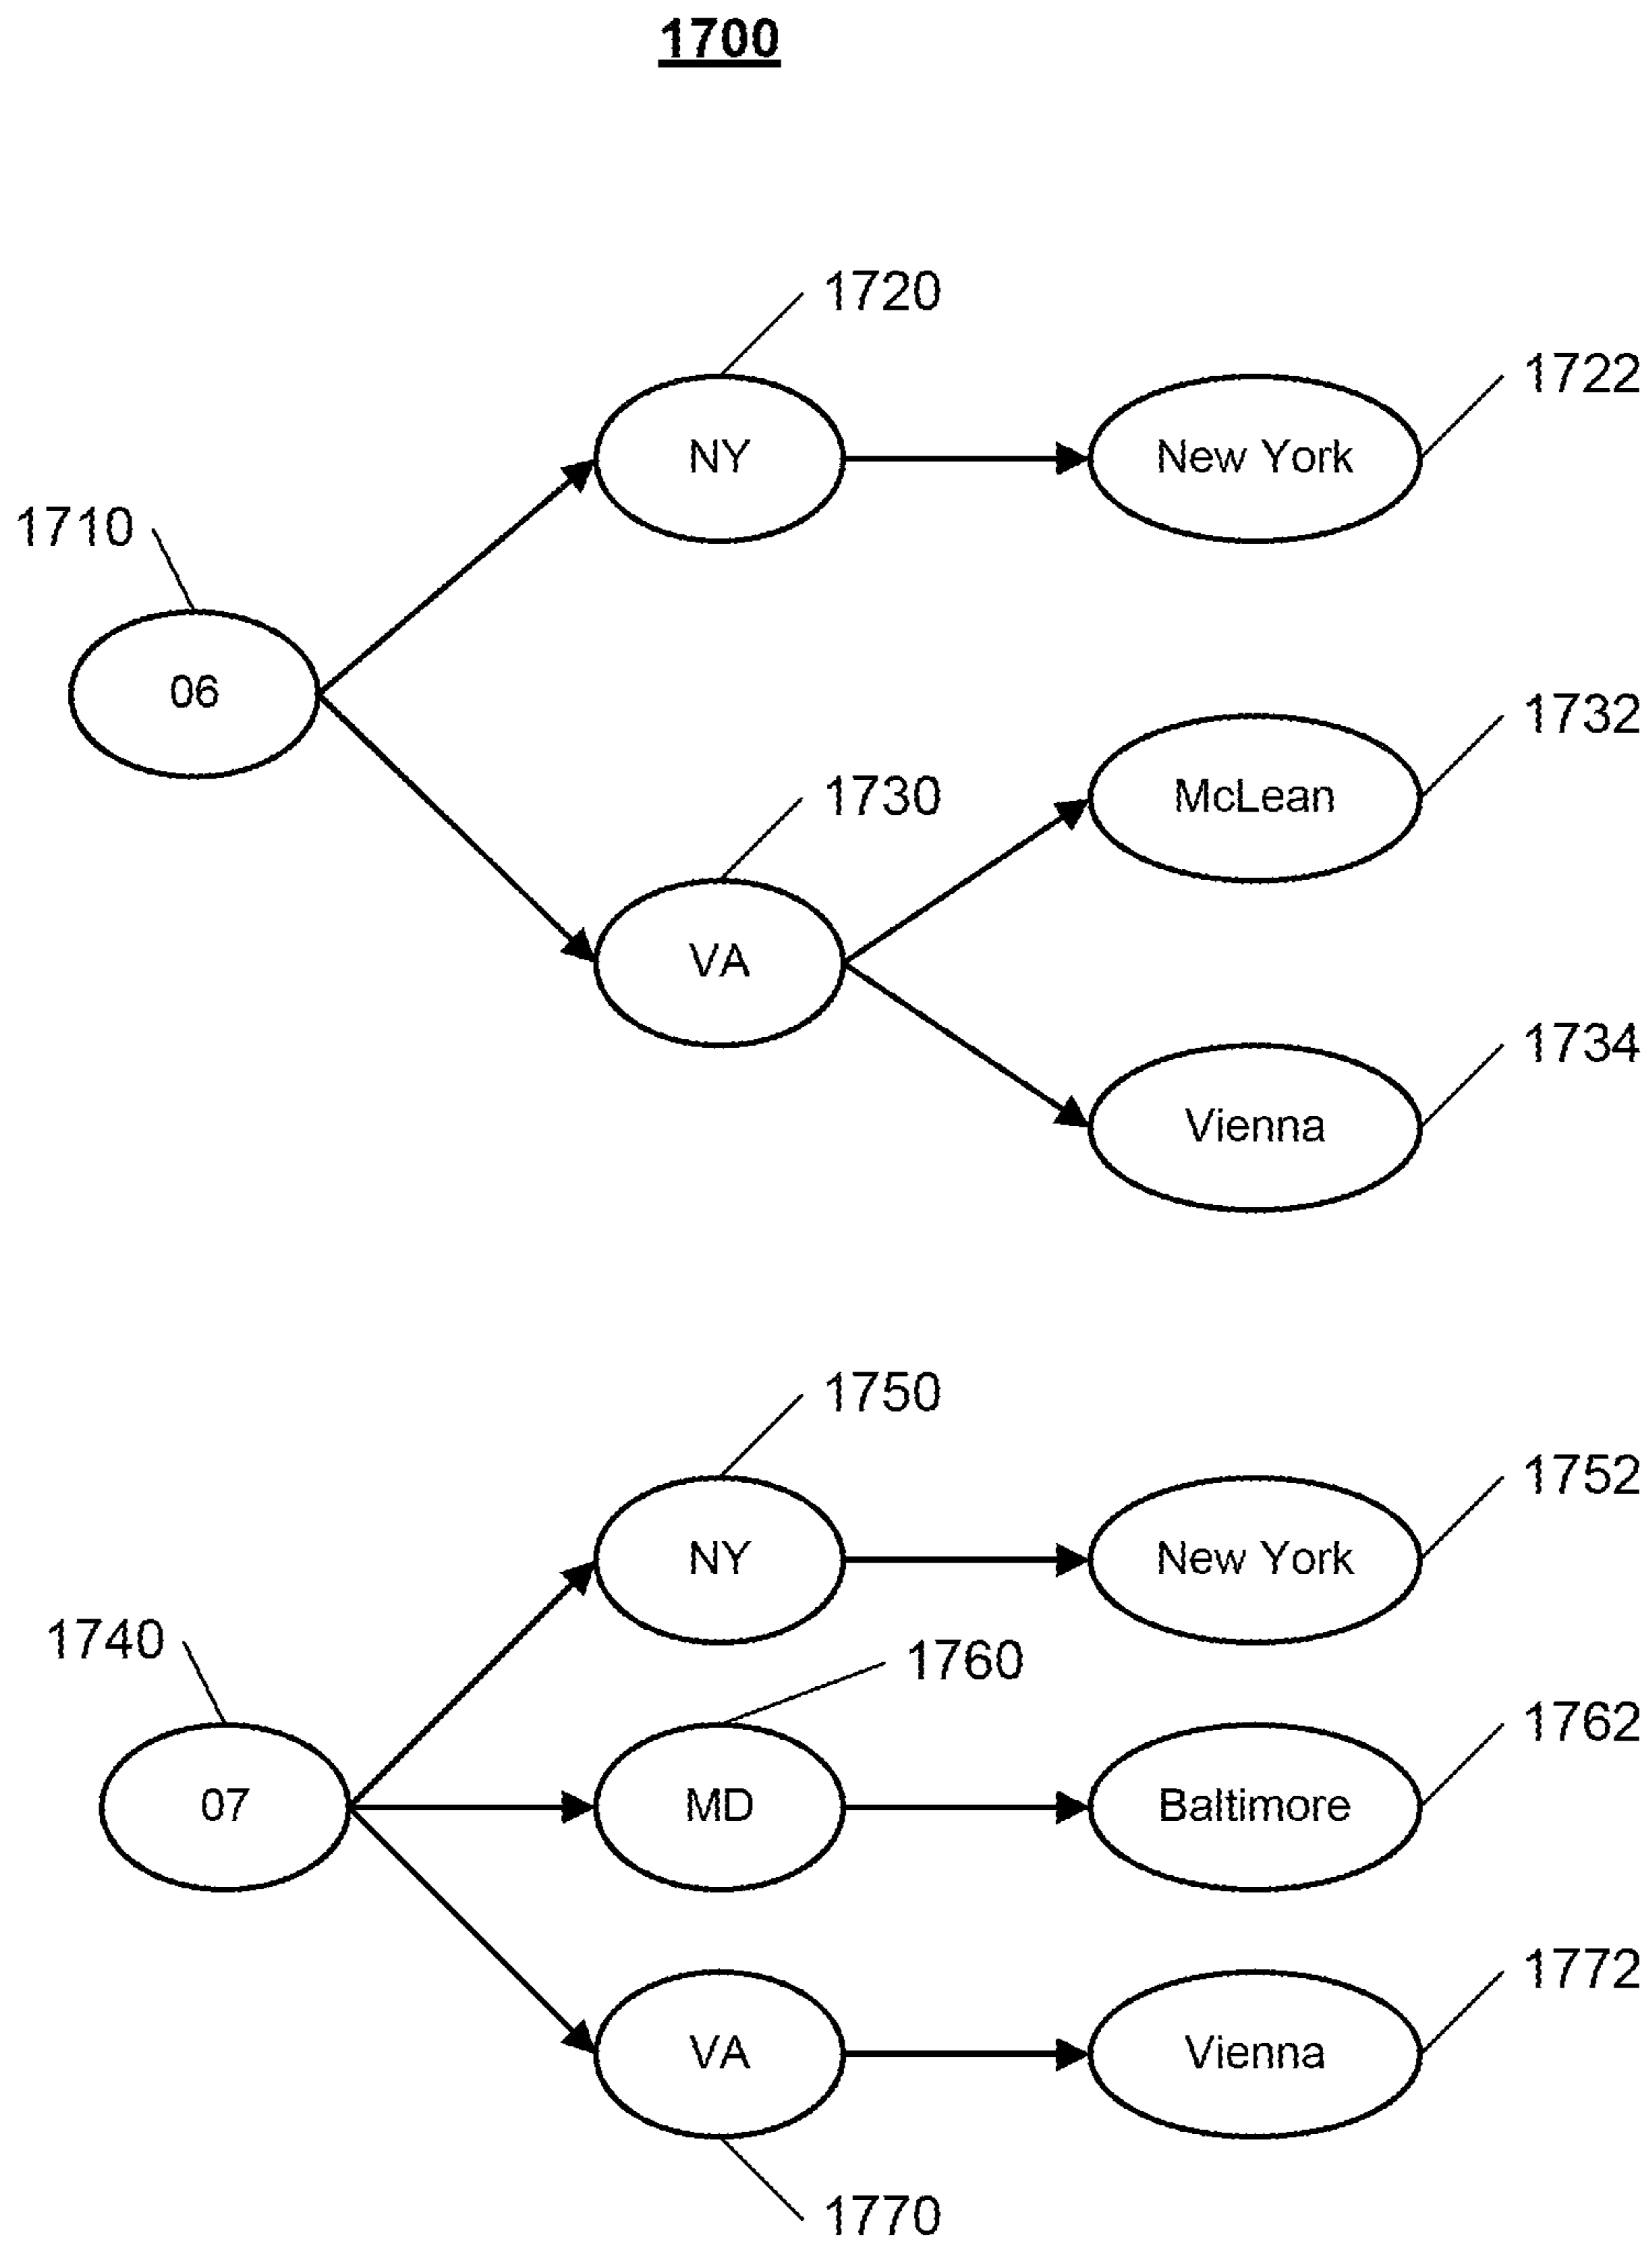 1700
1720
1722
NY
New York
1710
06
1732
McLean
1730
VA
1734
Vienna
1750
1752
NY
New York
1740
1760
1762
07
MD
Baltimore
1772
VA
Vienna
1770